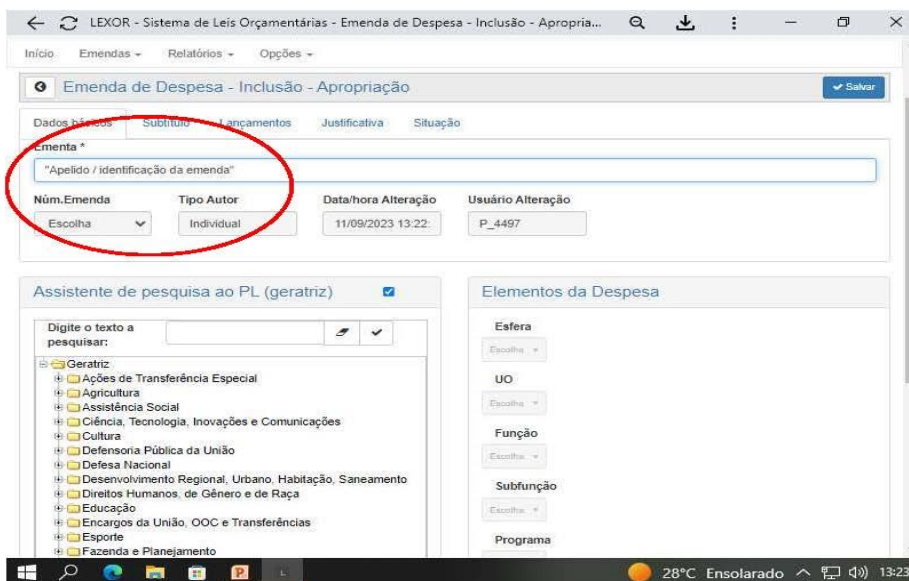 LEXOR - Sistema de Leis Orçamentárias - Emenda de Despesa - Inclusão - Apropria...
Início Emendas Relatórios Opções
Emenda de Despesa - Inclusão - Apropriação Salvar
Dados básicos Subtítulo Lançamentos Justificativa Situação
Ementa *
"Apelido / identificação da emenda"
Núm.Emenda Tipo Autor Data/hora Alteração Usuário Alteração
Escolha Individual 11/09/2023 13:22: P_4497
Assistente de pesquisa ao PL (geratriz) Elementos da Despesa
Digite o texto a
pesquisar:
Geratriz
Ações de Transferência Especial
Agricultura
Assistência Social
Ciência, Tecnologia, Inovações e Comunicações
Cultura
Defensoria Pública da União
Defesa Nacional
Desenvolvimento Regional, Urbano, Habitação, Saneamento
Direitos Humanos, de Gênero e de Raça
Educação
Encargos da União, OOC e Transferências
Esporte
Fazenda e Planejamento
Esfera
Escolha
UO
Escolha
Função
Escolha
Subfunção
Escolha
Programa
28°C Ensolarado 13:23